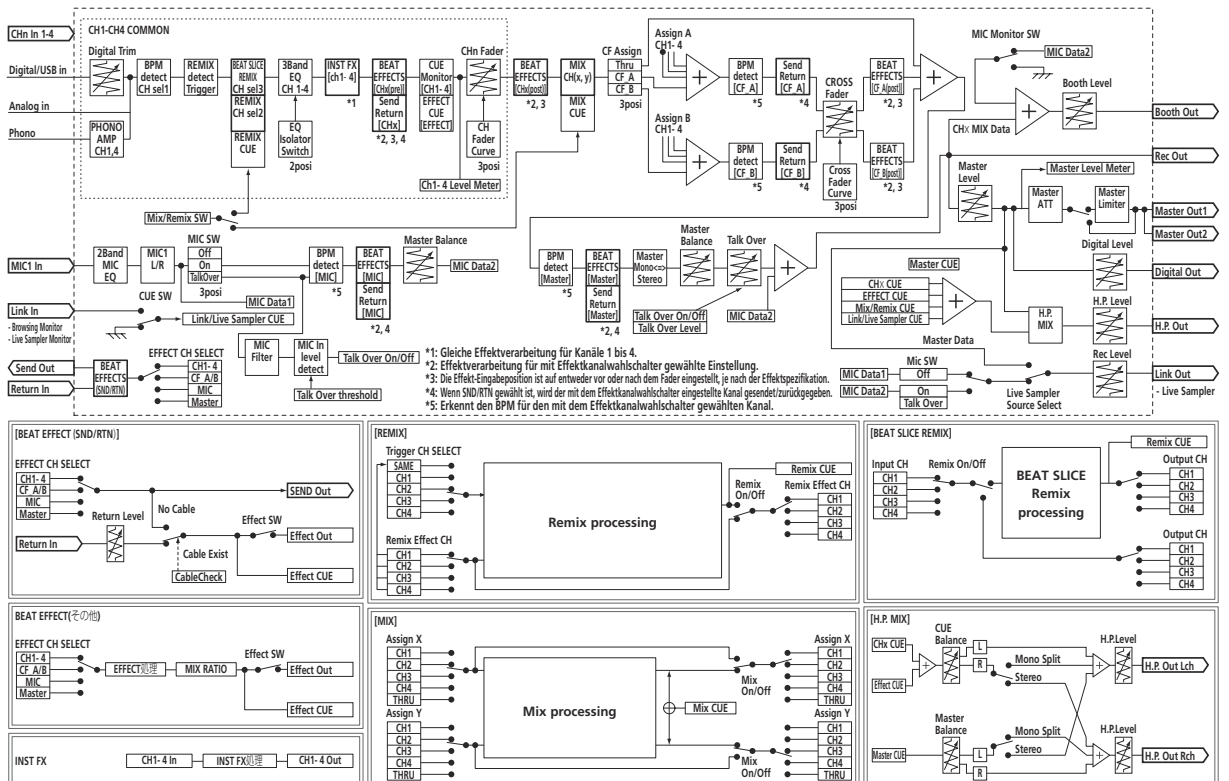 CHn In 1-4
CH1-CH4 COMMON
Digital Trim
Digital/USB in
Analog in
Phono
PHONO
AMP
CH1,4
BPM
detect
CH sel1
REMIX
detect
Trigger
BEAT SLICE
REMIX
CH sel3
REMIX
CH sel2
REMIX
CUE
3Band
EQ
CH 1-4
EQ
Isolator
Switch
2posi
INST FX
[ch1- 4]
*1
BEAT
EFFECTS
[CHx(pre)]
Send
Return
[CHx]
*2, 3, 4
CUE
Monitor
[CH1- 4]
EFFECT
CUE
[EFFECT]
CHn Fader
CH
Fader
Curve
3posi
Ch1- 4 Level Meter
BEAT
EFFECTS
[CHx(post)]
*2, 3
MIX
CH(x, y)
MIX
CUE
CF Assign
Thru
CF_A
CF_B
3posi
Assign A
CH1- 4
Assign B
CH1- 4
BPM
detect
[CF_A]
*5
Send
Return
[CF_A]
*4
BPM
detect
[CF_B]
*5
Send
Return
[CF_B]
*4
CROSS
Fader
Cross
Fader
Curve
3posi
BEAT
EFFECTS
[CF_A(post)]
*2, 3
BEAT
EFFECTS
[CF_B(post)]
*2, 3
MIC Monitor SW
MIC Data2
Booth Level
CHX MIX Data
Booth Out
Rec Out
Master
Level
Master Level Meter
Master
ATT
Master
Limiter
Master Out1
Master Out2
Digital Level
Digital Out
Mix/Remix SW
MIC1 In
2Band
MIC
EQ
MIC1
L/R
MIC SW
Off
On
TalkOver
3posi
MIC Data1
BPM
detect
[MIC]
*5
BEAT
EFFECTS
[MIC]
Send
Return
[MIC]
*2, 4
Master Balance
MIC Data2
BPM
detect
[Master]
*5
BEAT
EFFECTS
[Master]
Send
Return
[Master]
*2, 4
Master
Mono<=>
Stereo
Master
Balance
Talk Over
Talk Over On/Off
Talk Over Level
MIC Data2
Master CUE
CHX CUE
EFFECT CUE
Mix/Remix CUE
Link/Live Sampler CUE
Master Data
H.P.
MIX
H.P. Level
H.P. Out
Link In
- Browsing Monitor
- Live Sampler Monitor
CUE SW
Link/Live Sampler CUE
Send Out
Return In
BEAT
EFFECTS
(SND/RTN)
EFFECT CH SELECT
CH1- 4
CF_A/B
MIC
Master
MIC
Filter
MIC In
level
detect
Talk Over On/Off
Talk Over threshold
*1: Gleiche Effektverarbeitung für Kanäle 1 bis 4.
*2: Effektverarbeitung für mit Effektkanalwahlschalter gewählte Einstellung.
*3: Die Effekt-Eingabeposition ist auf entweder vor oder nach dem Fader eingestellt, je nach der Effektspezifikation.
*4: Wenn SND/RTN gewählt ist, wird der mit dem Effektkanalwahlschalter eingestellte Kanal gesendet/zurückgegeben.
*5: Erkennt den BPM für den mit dem Effektkanalwahlschalter gewählten Kanal.
Mic SW
MIC Data1
Off
MIC Data2
On
Talk Over
Live Sampler
Source Select
Rec Level
Link Out
- Live Sampler
[BEAT EFFECT (SND/RTN)]
EFFECT CH SELECT
CH1- 4
CF_A/B
MIC
Master
SEND Out
No Cable
Return Level
Return In
Cable Exist
CableCheck
Effect SW
Effect Out
Effect CUE
[REMIX]
Trigger CH SELECT
SAME
CH1
CH2
CH3
CH4
Remix Effect CH
CH1
CH2
CH3
CH4
Remix processing
Remix CUE
Remix
On/Off
Remix Effect CH
CH1
CH2
CH3
CH4
[BEAT SLICE REMIX]
Remix CUE
Input CH
CH1
CH2
CH3
CH4
Remix On/Off
BEAT SLICE
Remix
processing
Output CH
CH1
CH2
CH3
CH4
Output CH
CH1
CH2
CH3
CH4
BEAT EFFECT(その他)
EFFECT CH SELECT
CH1- 4
CF_A/B
MIC
Master
EFFECT処理
MIX RATIO
Effect SW
Effect Out
Effect CUE
[MIX]
Assign X
CH1
CH2
CH3
CH4
THRU
Assign Y
CH1
CH2
CH3
CH4
THRU
Mix processing
Mix CUE
Mix
On/Off
Mix
On/Off
Assign X
CH1
CH2
CH3
CH4
THRU
Assign Y
CH1
CH2
CH3
CH4
THRU
[H.P. MIX]
CHx CUE
Effect CUE
CUE
Balance
L
R
Mono Split
Stereo
H.P.Level
H.P. Out Lch
Master CUE
Master
Balance
L
R
Mono Split
Stereo
H.P.Level
H.P. Out Rch
INST FX
CH1- 4 In
INST FX処理
CH1- 4 Out